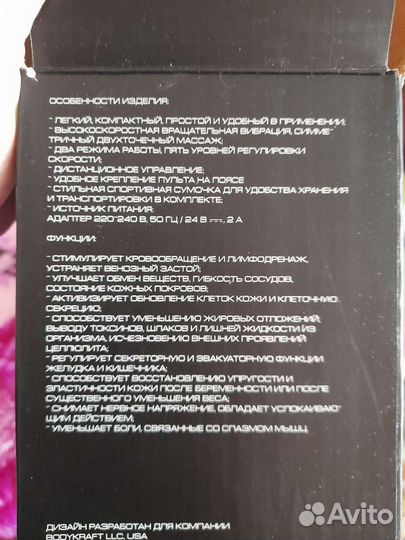 ОСОБЕННОСТИ ИЗДЕЛИЯ:
- ЛЕГКИЙ, КОМПАКТНЫЙ, ПРОСТОЙ И УДОБНЫЙ В ПРИМЕНЕНИИ;
- ВЫСОКОСКОРОСТНАЯ ВРАЩАТЕЛЬНАЯ ВИБРАЦИЯ, СИММЕ-
ТРИЧНЫЙ ДВУХТОЧЕЧНЫЙ МАССАЖ;
- ДВА РЕЖИМА РАБОТЫ, ПЯТЬ УРОВНЕЙ РЕГУЛИРОВКИ
СКОРОСТИ;
- ДИСТАНЦИОННОЕ УПРАВЛЕНИЕ;
- УДОБНОЕ КРЕПЛЕНИЕ ПУЛЬТА НА ПОЯСЕ
- СТИЛЬНАЯ СПОРТИВНАЯ СУМОЧКА ДЛЯ УДОБСТВА ХРАНЕНИЯ
И ТРАНСПОРТИРОВКИ В КОМПЛЕКТЕ;
- ИСТОЧНИК ПИТАНИЯ:
АДАПТЕР 220-240 В, 50 ГЦ / 24 В ⎓, 2 А
ФУНКЦИИ:
- СТИМУЛИРУЕТ КРОВООБРАЩЕНИЕ И ЛИМФОДРЕНАЖ,
УСТРАНЯЕТ ВЕНОЗНЫЙ ЗАСТОЙ;
- УЛУЧШАЕТ ОБМЕН ВЕЩЕСТВ, ГИБКОСТЬ СОСУДОВ,
СОСТОЯНИЕ КОЖНЫХ ПОКРОВОВ;
- АКТИВИЗИРУЕТ ОБНОВЛЕНИЕ КЛЕТОК КОЖИ И КЛЕТОЧНУЮ
СЕКРЕЦИЮ;
- СПОСОБСТВУЕТ УМЕНЬШЕНИЮ ЖИРОВЫХ ОТЛОЖЕНИЙ,
ВЫВОДУ ТОКСИНОВ, ШЛАКОВ И ЛИШНЕЙ ЖИДКОСТИ ИЗ
ОРГАНИЗМА, ИСЧЕЗНОВЕНИЮ ВНЕШНИХ ПРОЯВЛЕНИЙ
ЦЕЛЛЮЛИТА;
- РЕГУЛИРУЕТ СЕКРЕТОРНУЮ И ЭВАКУАТОРНУЮ ФУНКЦИИ
ЖЕЛУДКА И КИШЕЧНИКА;
- СПОСОБСТВУЕТ ВОССТАНОВЛЕНИЮ УПРУГОСТИ И
ЭЛАСТИЧНОСТИ КОЖИ ПОСЛЕ БЕРЕМЕННОСТИ ИЛИ ПОСЛЕ
СУЩЕСТВЕННОГО УМЕНЬШЕНИЯ ВЕСА;
- СНИМАЕТ НЕРВНОЕ НАПРЯЖЕНИЕ, ОБЛАДАЕТ УСПОКАИВАЮ-
ЩИМ ДЕЙСТВИЕМ;
- УМЕНЬШАЕТ БОЛИ, СВЯЗАННЫЕ СО СПАЗМОМ МЫШЦ.
ДИЗАЙН РАЗРАБОТАН ДЛЯ КОМПАНИИ
BODYKRAFT LLC, USA
Avito